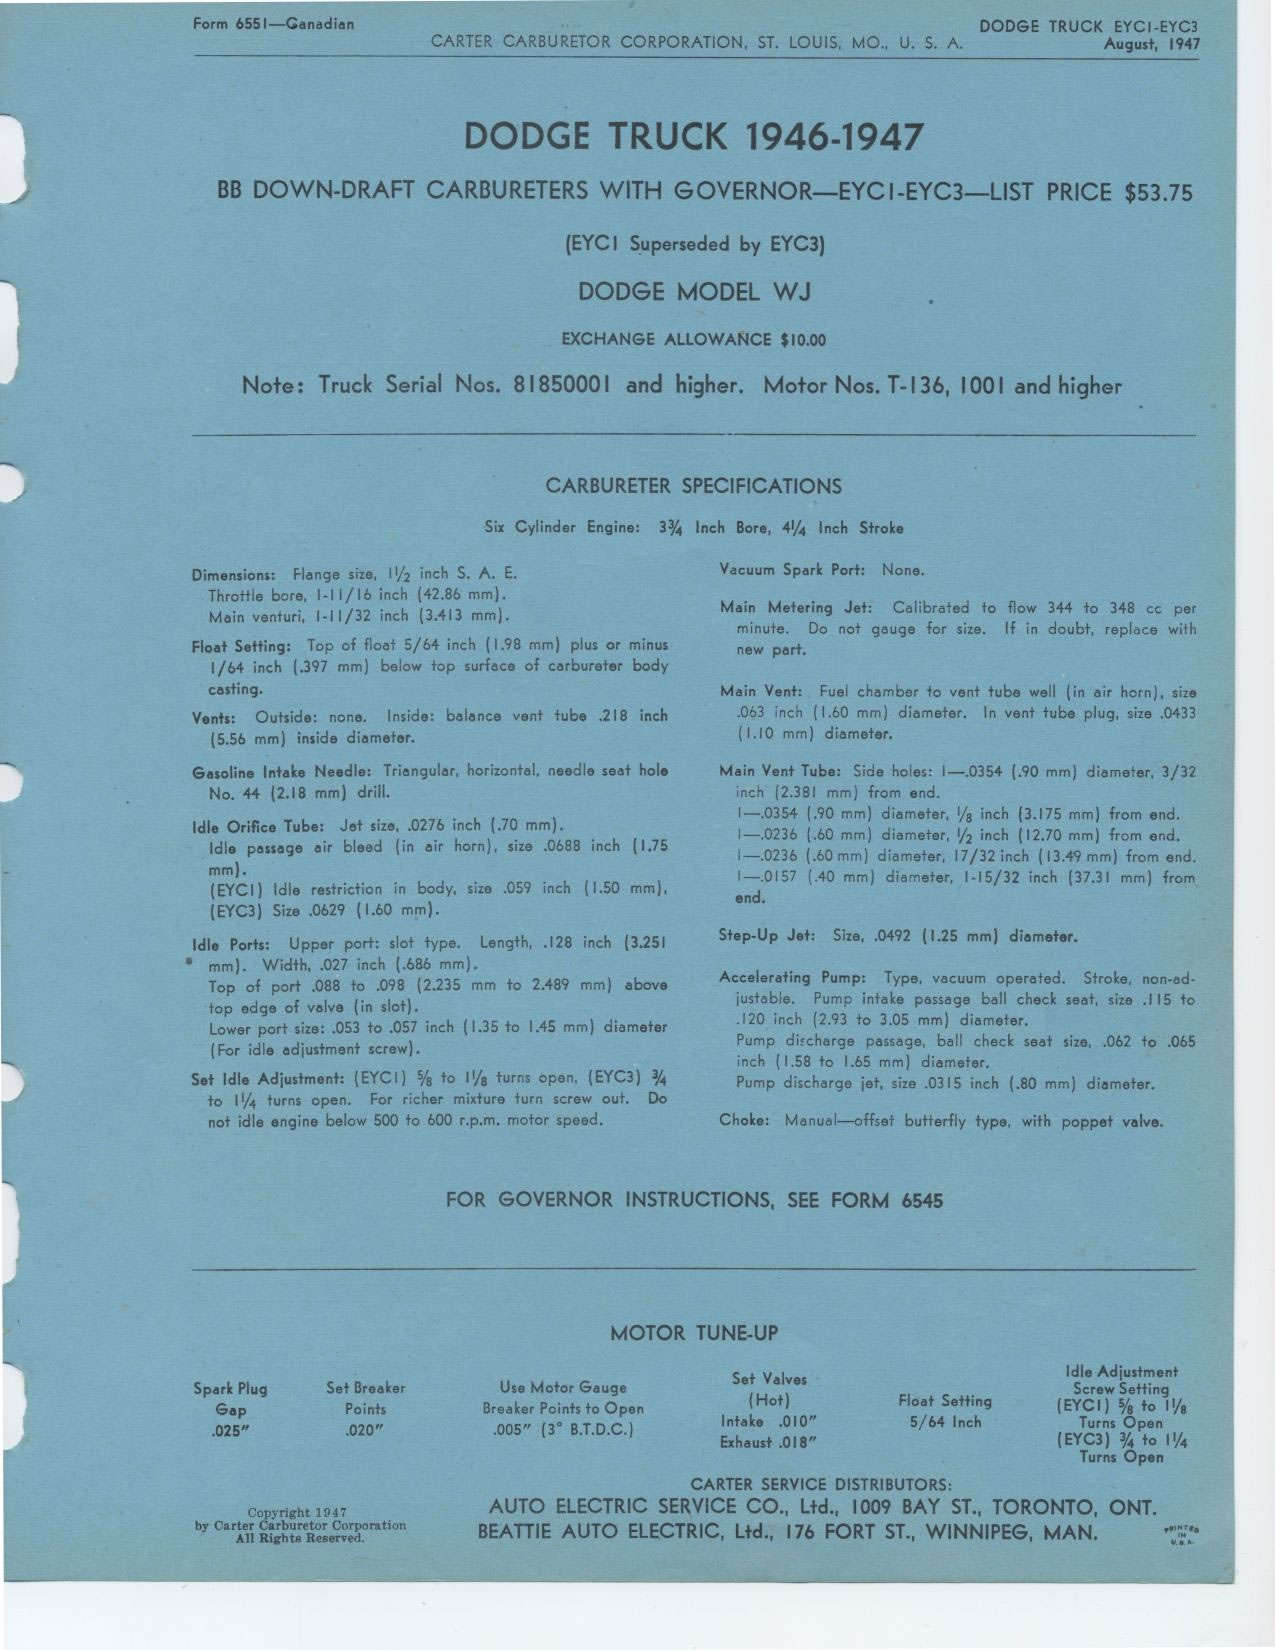 Form 6551—Canadian
DODGE TRUCK EYC1-EYC3
CARTER CARBURETOR CORPORATION, ST. LOUIS, MO., U. S. A.
August, 1947
DODGE TRUCK 1946-1947
BB DOWN-DRAFT CARBURETERS WITH GOVERNOR—EYC1-EYC3—LIST PRICE $53.75
(EYC1 Superseded by EYC3)
DODGE MODEL WJ
EXCHANGE ALLOWANCE $10.00
Note: Truck Serial Nos. 81850001 and higher. Motor Nos. T-136, 1001 and higher
CARBURETER SPECIFICATIONS
Six Cylinder Engine: 3¾ Inch Bore, 4¼ Inch Stroke
Dimensions: Flange size, 1½ inch S. A. E.
Throttle bore, 1-11/16 inch (42.86 mm).
Main venturi, 1-11/32 inch (3.413 mm).
Float Setting: Top of float 5/64 inch (1.98 mm) plus or minus
1/64 inch (.397 mm) below top surface of carbureter body
casting.
Vents: Outside: none. Inside: balance vent tube .218 inch
(5.56 mm) inside diameter.
Gasoline Intake Needle: Triangular, horizontal, needle seat hole
No. 44 (2.18 mm) drill.
Idle Orifice Tube: Jet size, .0276 inch (.70 mm).
Idle passage air bleed (in air horn), size .0688 inch (1.75
mm).
(EYC1) Idle restriction in body, size .059 inch (1.50 mm),
(EYC3) Size .0629 (1.60 mm).
Idle Ports: Upper port: slot type. Length, .128 inch (3.251
mm). Width, .027 inch (.686 mm).
Top of port .088 to .098 (2.235 mm to 2.489 mm) above
top edge of valve (in slot).
Lower port size: .053 to .057 inch (1.35 to 1.45 mm) diameter
(For idle adjustment screw).
Set Idle Adjustment: (EYC1) ⅝ to 1⅛ turns open, (EYC3) ¾
to 1¼ turns open. For richer mixture turn screw out. Do
not idle engine below 500 to 600 r.p.m. motor speed.
Vacuum Spark Port: None.
Main Metering Jet: Calibrated to flow 344 to 348 cc per
minute. Do not gauge for size. If in doubt, replace with
new part.
Main Vent: Fuel chamber to vent tube well (in air horn), size
.063 inch (1.60 mm) diameter. In vent tube plug, size .0433
(1.10 mm) diameter.
Main Vent Tube: Side holes: 1—.0354 (.90 mm) diameter, 3/32
inch (2.381 mm) from end.
1—.0354 (.90 mm) diameter, ⅛ inch (3.175 mm) from end.
1—.0236 (.60 mm) diameter, ½ inch (12.70 mm) from end.
1—.0236 (.60 mm) diameter, 17/32 inch (13.49 mm) from end.
1—.0157 (.40 mm) diameter, 1-15/32 inch (37.31 mm) from
end.
Step-Up Jet: Size, .0492 (1.25 mm) diameter.
Accelerating Pump: Type, vacuum operated. Stroke, non-ad-
justable. Pump intake passage ball check seat, size .115 to
.120 inch (2.93 to 3.05 mm) diameter.
Pump discharge passage, ball check seat size, .062 to .065
inch (1.58 to 1.65 mm) diameter.
Pump discharge jet, size .0315 inch (.80 mm) diameter.
Choke: Manual—offset butterfly type, with poppet valve.
FOR GOVERNOR INSTRUCTIONS, SEE FORM 6545
MOTOR TUNE-UP
Spark Plug
Gap
.025"
Set Breaker
Points
.020"
Use Motor Gauge
Breaker Points to Open
.005" (3° B.T.D.C.)
Set Valves
(Hot)
Intake .010"
Exhaust .018"
Float Setting
5/64 Inch
Idle Adjustment
Screw Setting
(EYC1) ⅝ to 1⅛
Turns Open
(EYC3) ¾ to 1¼
Turns Open
Copyright 1947
by Carter Carburetor Corporation
All Rights Reserved.
CARTER SERVICE DISTRIBUTORS:
AUTO ELECTRIC SERVICE CO., Ltd., 1009 BAY ST., TORONTO, ONT.
BEATTIE AUTO ELECTRIC, Ltd., 176 FORT ST., WINNIPEG, MAN.
PRINTED
IN
U.S.A.